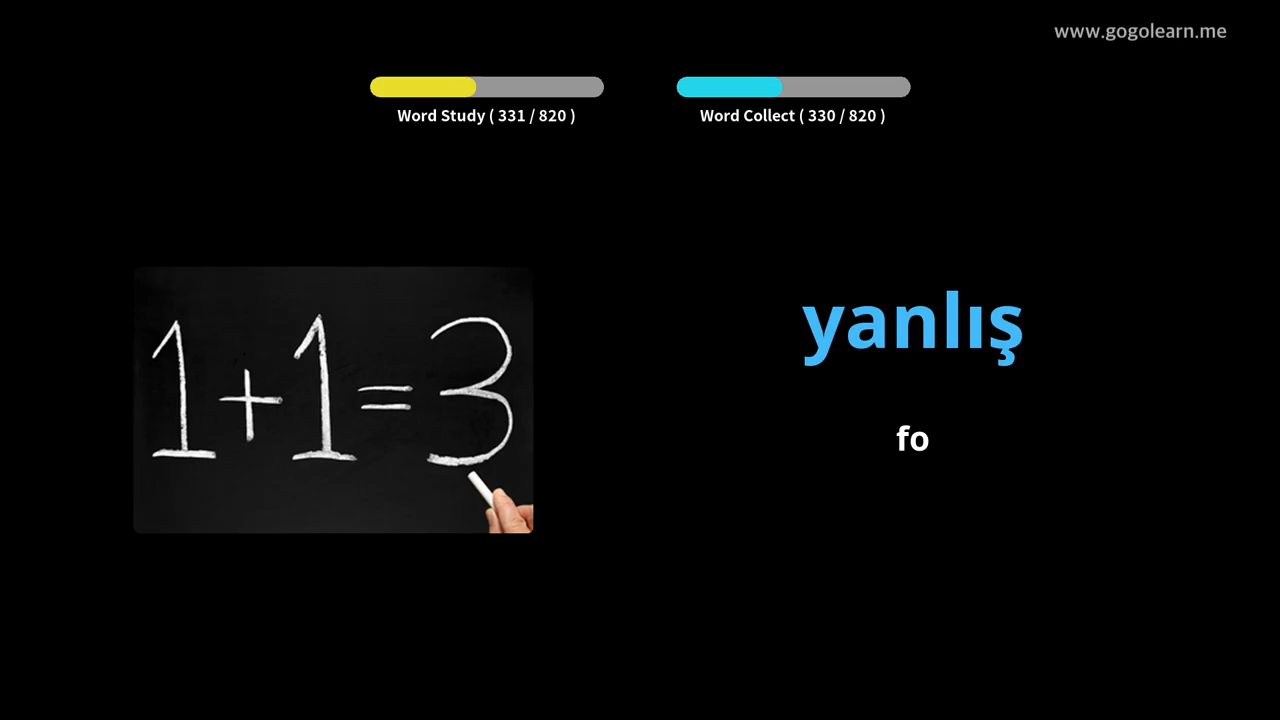 www.gogolearn.me
Word Study ( 331 / 820 )
Word Collect ( 330 / 820 )
1+1=3
yanlış
fo